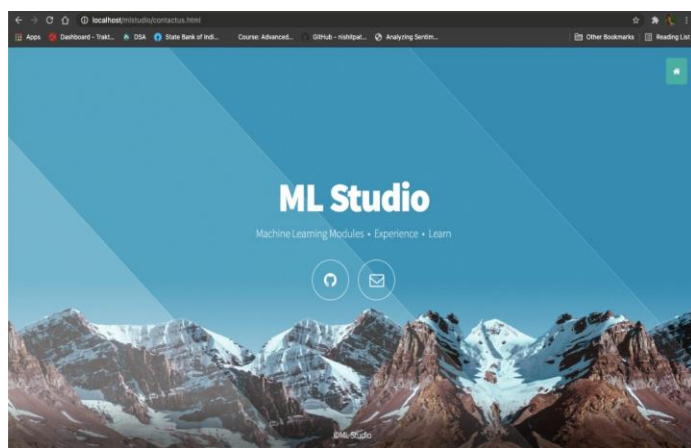 localhost/mlstudio/contactus.html
Apps Dashboard - Trakt... DSA State Bank of Indi... Course: Advanced... GitHub - nishitpat... Analyzing Sentim... Other Bookmarks Reading List
ML Studio
Machine Learning Modules • Experience • Learn
©ML Studio